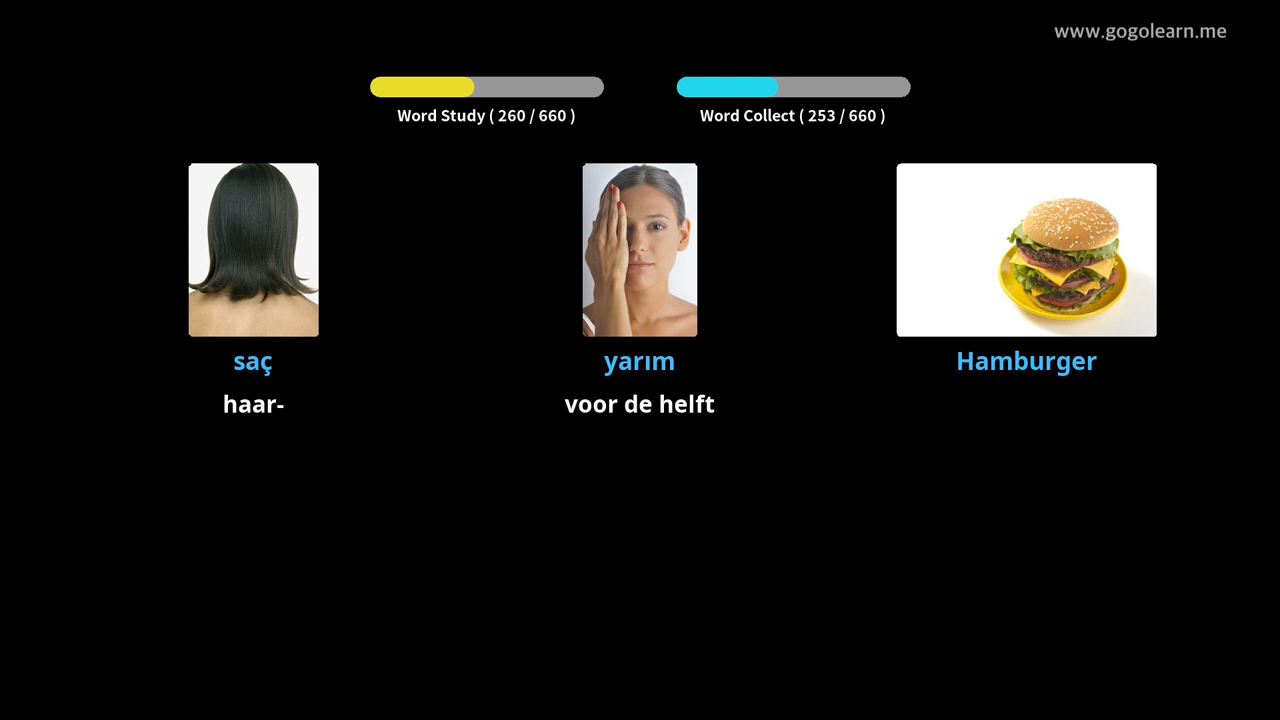 www.gogolearn.me
Word Study ( 260 / 660 )
Word Collect ( 253 / 660 )
saç
yarım
Hamburger
haar-
voor de helft